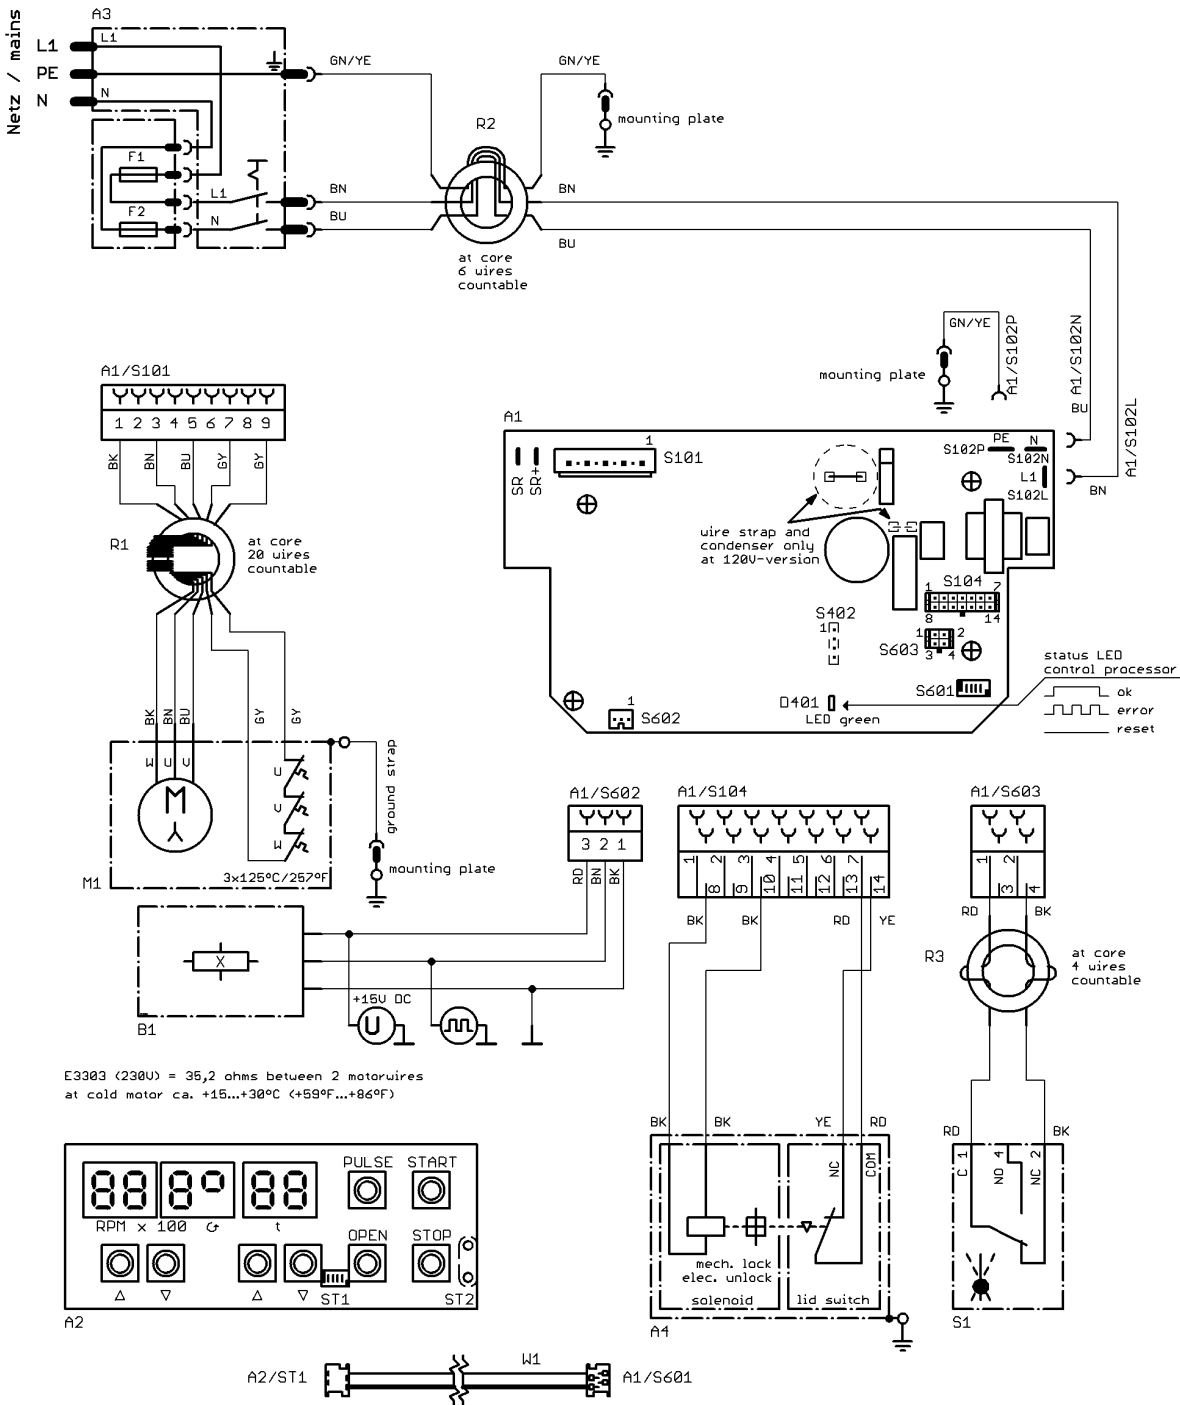 Netz / mains
A3
L1
PE
N
L1
N
F1
F2
L1
N
GN/YE
BN
BU
R2
at core
6 wires
countable
GN/YE
mounting plate
BN
BU
GN/YE
mounting plate
A1/S102P
A1/S102N
BU
A1/S102L
BN
A1/S101
1 2 3 4 5 6 7 8 9
BK
BN
BU
GY
GY
R1
at core
20 wires
countable
BK
BN
BU
GY
GY
W
U
V
M
U
V
W
3x125°C/257°F
M1
ground strap
mounting plate
A1
SR -
SR+
1
S101
PE
N
S102P
S102N
L1
S102L
wire strap and
condenser only
at 120V-version
S104
1
7
8
14
S402
1
S603
1
2
3
4
S601
D401
LED green
1
S602
status LED
control processor
ok
error
reset
A1/S602
3 2 1
RD
BN
BK
X
B1
+15V DC
U
A1/S104
1 2 3 4 5 6 7
8 9 10 11 12 13 14
BK
BK
RD
YE
BK
BK
YE
RD
NC
COM
mech. lock
elec. unlock
solenoid
lid switch
A4
A1/S603
1 2
3 4
RD
BK
R3
at core
4 wires
countable
RD
BK
C 1
NO 4
NC 2
S1
E3303 (230V) = 35,2 ohms between 2 motorwires
at cold motor ca. +15...+30°C (+59°F...+86°F)
88 8° 88
RPM x 100
t
PULSE
START
OPEN
STOP
ST1
ST2
A2
A2/ST1
W1
A1/S601